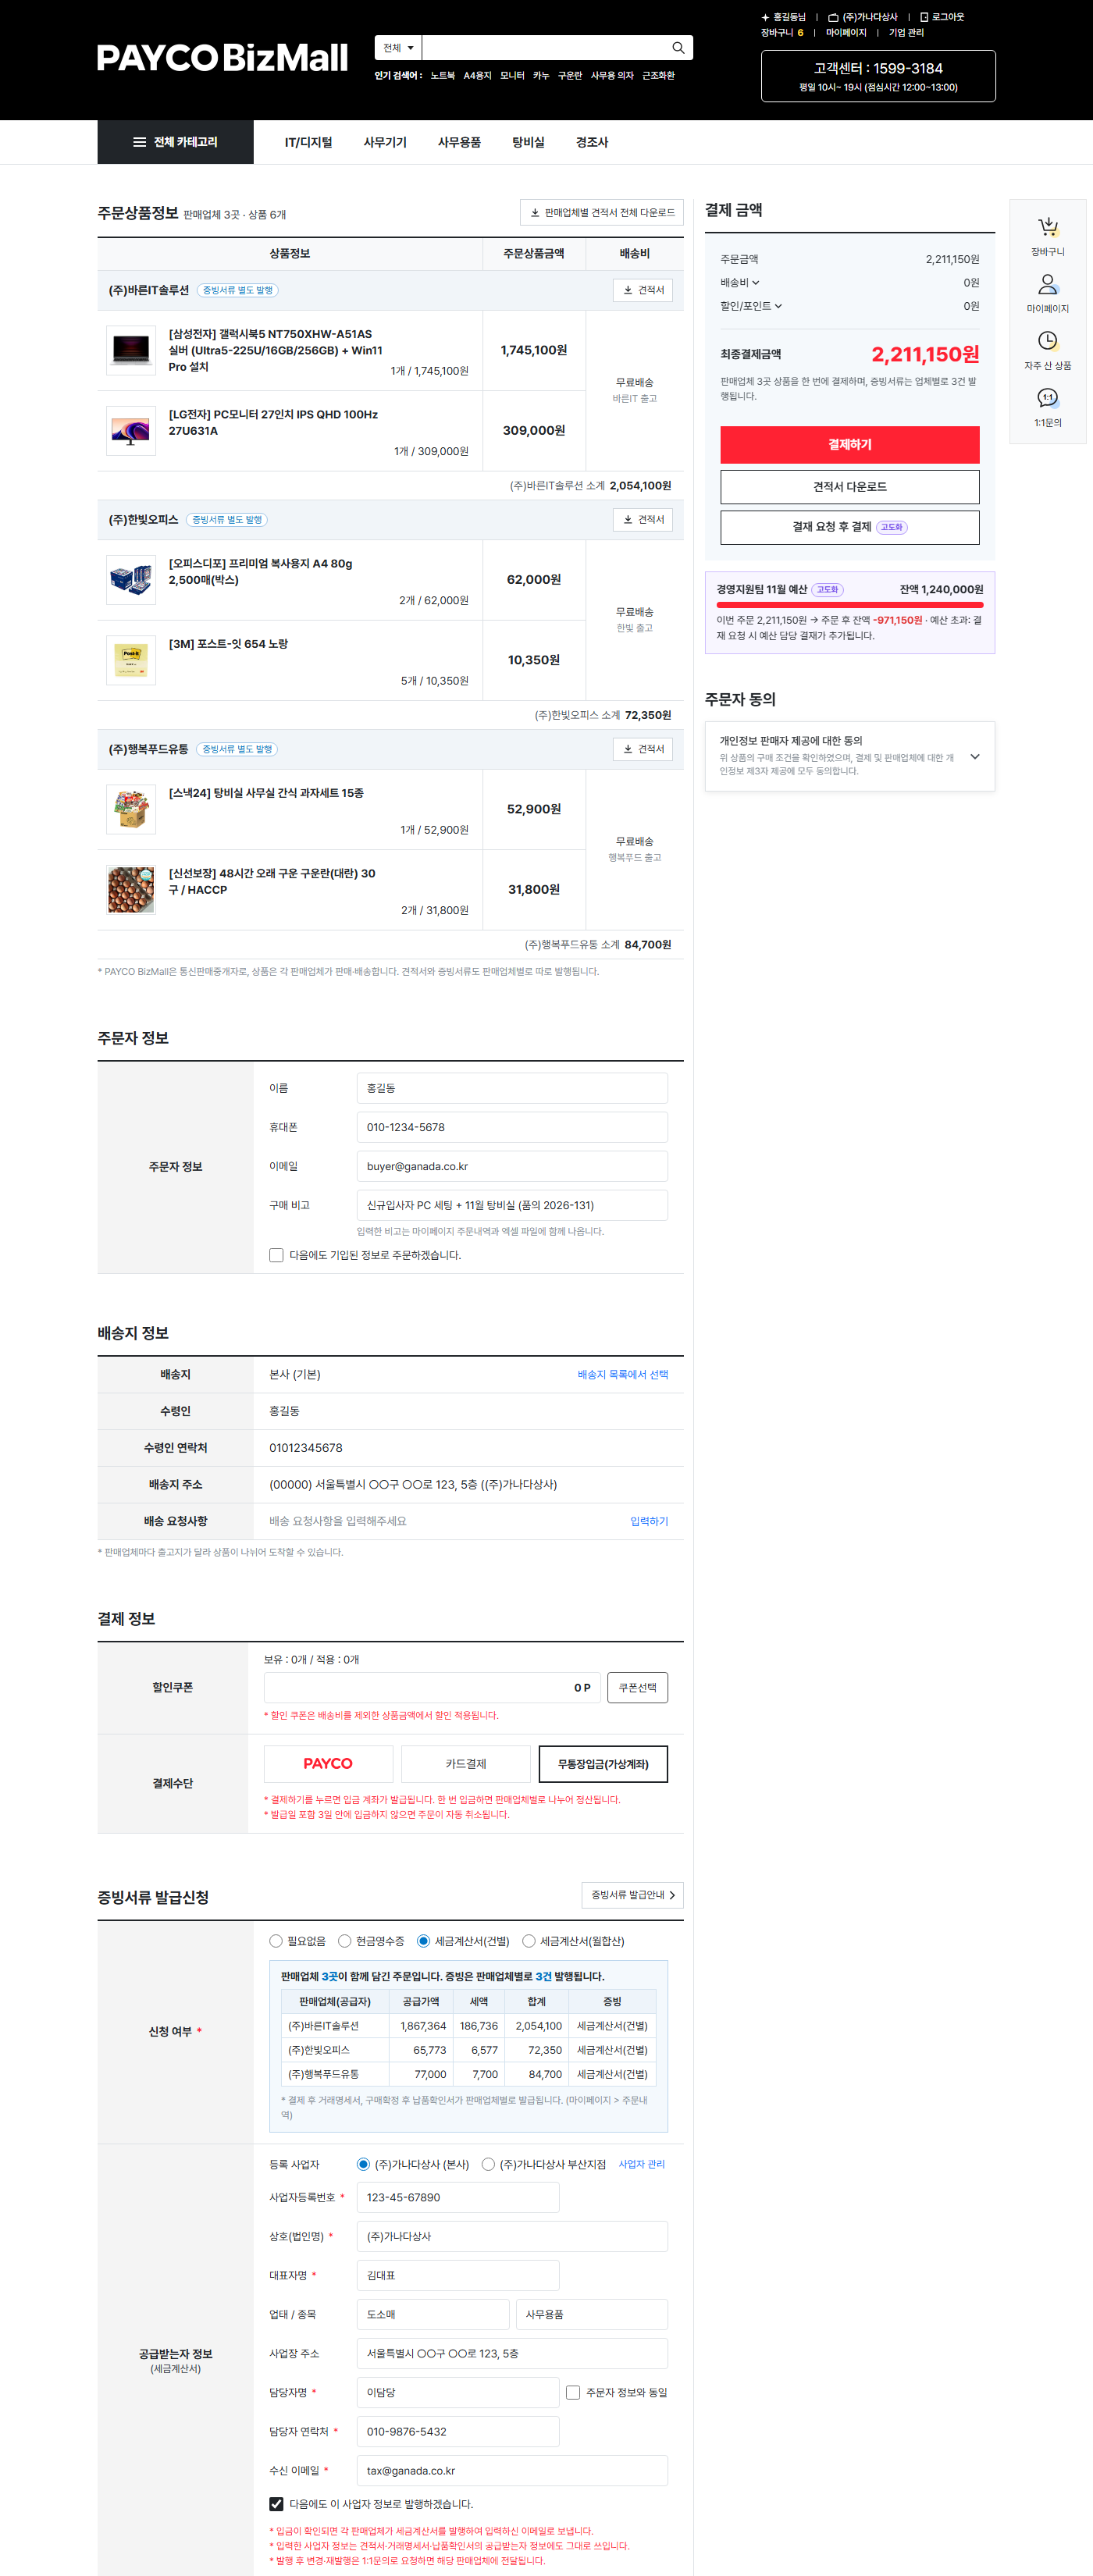 홍길동님 | (주)가나다상사 | 로그아웃
장바구니 6 | 마이페이지 | 기업 관리
PAYCO BizMall
전체
인기 검색어 : 노트북 A4용지 모니터 카누 구운란 사무용 의자 근조화환
고객센터 : 1599-3184
평일 10시~ 19시 (점심시간 12:00~13:00)
전체 카테고리
IT/디지털 사무기기 사무용품 탕비실 경조사
주문상품정보 판매업체 3곳 · 상품 6개
판매업체별 견적서 전체 다운로드
상품정보 주문상품금액 배송비
(주)바른IT솔루션 증빙서류 별도 발행 견적서
[삼성전자] 갤럭시북5 NT750XHW-A51AS
실버 (Ultra5-225U/16GB/256GB) + Win11
Pro 설치
1개 / 1,745,100원
1,745,100원
무료배송
바른IT 출고
[LG전자] PC모니터 27인치 IPS QHD 100Hz
27U631A
1개 / 309,000원
309,000원
(주)바른IT솔루션 소계 2,054,100원
(주)한빛오피스 증빙서류 별도 발행 견적서
[오피스디포] 프리미엄 복사용지 A4 80g
2,500매(박스)
2개 / 62,000원
62,000원
무료배송
한빛 출고
Post-it
[3M] 포스트-잇 654 노랑
5개 / 10,350원
10,350원
(주)한빛오피스 소계 72,350원
(주)행복푸드유통 증빙서류 별도 발행 견적서
[스낵24] 탕비실 사무실 간식 과자세트 15종
1개 / 52,900원
52,900원
무료배송
행복푸드 출고
[신선보장] 48시간 오래 구운 구운란(대란) 30
구 / HACCP
2개 / 31,800원
31,800원
(주)행복푸드유통 소계 84,700원
* PAYCO BizMall은 통신판매중개자로, 상품은 각 판매업체가 판매·배송합니다. 견적서와 증빙서류도 판매업체별로 따로 발행됩니다.
결제 금액
주문금액 2,211,150원
배송비 0원
할인/포인트 0원
최종결제금액 2,211,150원
판매업체 3곳 상품을 한 번에 결제하며, 증빙서류는 업체별로 3건 발
행됩니다.
결제하기
견적서 다운로드
결재 요청 후 결제 고도화
경영지원팀 11월 예산 고도화 잔액 1,240,000원
이번 주문 2,211,150원 → 주문 후 잔액 -971,150원 · 예산 초과: 결
재 요청 시 예산 담당 결재가 추가됩니다.
주문자 동의
개인정보 판매자 제공에 대한 동의
위 상품의 구매 조건을 확인하였으며, 결제 및 판매업체에 대한 개
인정보 제3자 제공에 모두 동의합니다.
장바구니
마이페이지
자주 산 상품
1:1
1:1문의
주문자 정보
주문자 정보
이름 홍길동
휴대폰 010-1234-5678
이메일 buyer@ganada.co.kr
구매 비고 신규입사자 PC 세팅 + 11월 탕비실 (품의 2026-131)
입력한 비고는 마이페이지 주문내역과 엑셀 파일에 함께 나옵니다.
다음에도 기입된 정보로 주문하겠습니다.
배송지 정보
배송지 본사 (기본) 배송지 목록에서 선택
수령인 홍길동
수령인 연락처 01012345678
배송지 주소 (00000) 서울특별시 〇〇구 〇〇로 123, 5층 ((주)가나다상사)
배송 요청사항 배송 요청사항을 입력해주세요 입력하기
* 판매업체마다 출고지가 달라 상품이 나뉘어 도착할 수 있습니다.
결제 정보
할인쿠폰
보유 : 0개 / 적용 : 0개
0 P 쿠폰선택
* 할인 쿠폰은 배송비를 제외한 상품금액에서 할인 적용됩니다.
결제수단
PAYCO 카드결제 무통장입금(가상계좌)
* 결제하기를 누르면 입금 계좌가 발급됩니다. 한 번 입금하면 판매업체별로 나누어 정산됩니다.
* 발급일 포함 3일 안에 입금하지 않으면 주문이 자동 취소됩니다.
증빙서류 발급신청 증빙서류 발급안내
신청 여부 *
필요없음 현금영수증 세금계산서(건별) 세금계산서(월합산)
판매업체 3곳이 함께 담긴 주문입니다. 증빙은 판매업체별로 3건 발행됩니다.
판매업체(공급자) 공급가액 세액 합계 증빙
(주)바른IT솔루션 1,867,364 186,736 2,054,100 세금계산서(건별)
(주)한빛오피스 65,773 6,577 72,350 세금계산서(건별)
(주)행복푸드유통 77,000 7,700 84,700 세금계산서(건별)
* 결제 후 거래명세서, 구매확정 후 납품확인서가 판매업체별로 발급됩니다. (마이페이지 > 주문내
역)
공급받는자 정보
(세금계산서)
등록 사업자 (주)가나다상사 (본사) (주)가나다상사 부산지점 사업자 관리
사업자등록번호 * 123-45-67890
상호(법인명) * (주)가나다상사
대표자명 * 김대표
업태 / 종목 도소매 사무용품
사업장 주소 서울특별시 〇〇구 〇〇로 123, 5층
담당자명 * 이담당 주문자 정보와 동일
담당자 연락처 * 010-9876-5432
수신 이메일 * tax@ganada.co.kr
다음에도 이 사업자 정보로 발행하겠습니다.
* 입금이 확인되면 각 판매업체가 세금계산서를 발행하여 입력하신 이메일로 보냅니다.
* 입력한 사업자 정보는 견적서·거래명세서·납품확인서의 공급받는자 정보에도 그대로 쓰입니다.
* 발행 후 변경·재발행은 1:1문의로 요청하면 해당 판매업체에 전달됩니다.